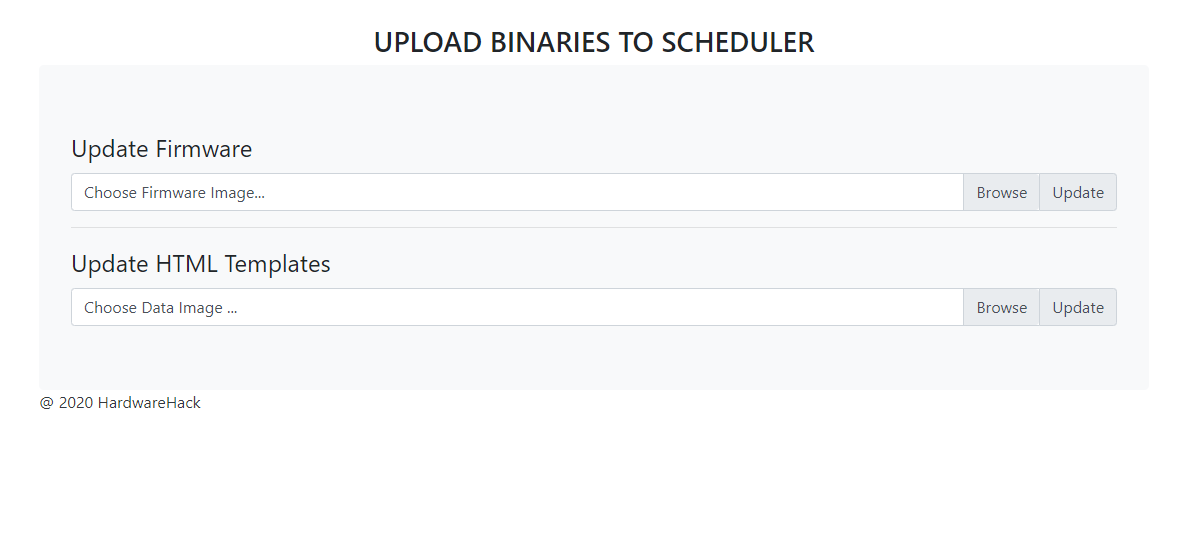 UPLOAD BINARIES TO SCHEDULER
Update Firmware
Choose Firmware Image... Browse Update
Update HTML Templates
Choose Data Image ... Browse Update
@ 2020 HardwareHack